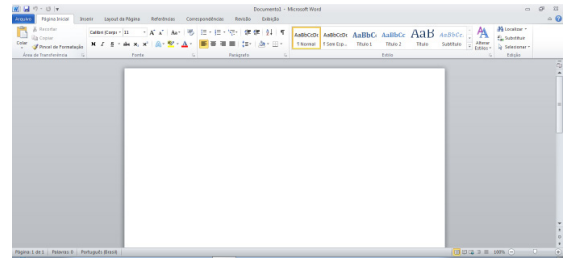 Documento1 - Microsoft Word
Arquivo Página Inicial Inserir Layout da Página Referências Correspondências Revisão Exibição
Colar
Recortar
Copiar
Pincel de Formatação
Área de Transferência
Calibri (Corpo) 11
N I S abc x₂ x² A A
Fonte
Parágrafo
AaBbCcDc AaBbCcDc AaBbC AaBbCc AaB AaBbCc
¶ Normal ¶ Sem Esp... Título 1 Título 2 Título Subtítulo
Alterar Estilos
Estilo
Localizar
Substituir
Selecionar
Edição
Página: 1 de 1 Palavras: 0 Português (Brasil) 100%